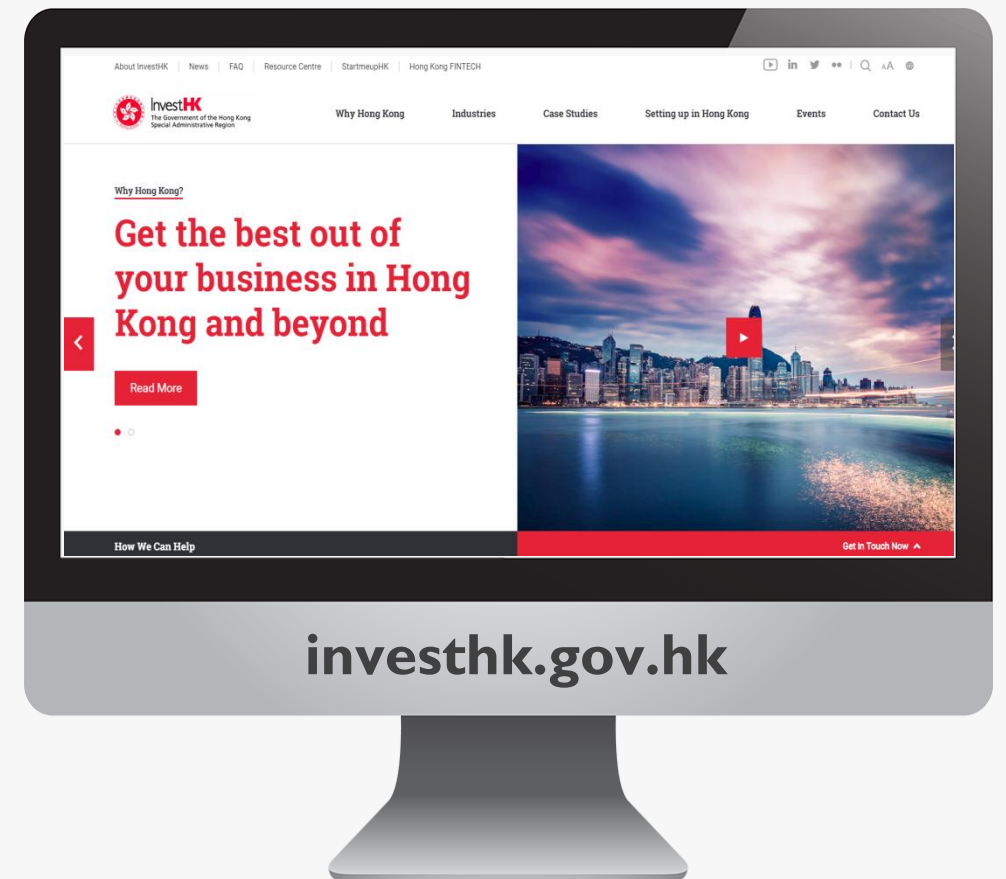 About InvestHK | News | FAQ | Resource Centre | StartmeupHK | Hong Kong FINTECH
in AA
InvestHK
The Government of the Hong Kong
Special Administrative Region
Why Hong Kong Industries Case Studies Setting up in Hong Kong Events Contact Us
Why Hong Kong?
Get the best out of
your business in Hong
Kong and beyond
Read More
How We Can Help
Get in Touch Now
investhk.gov.hk